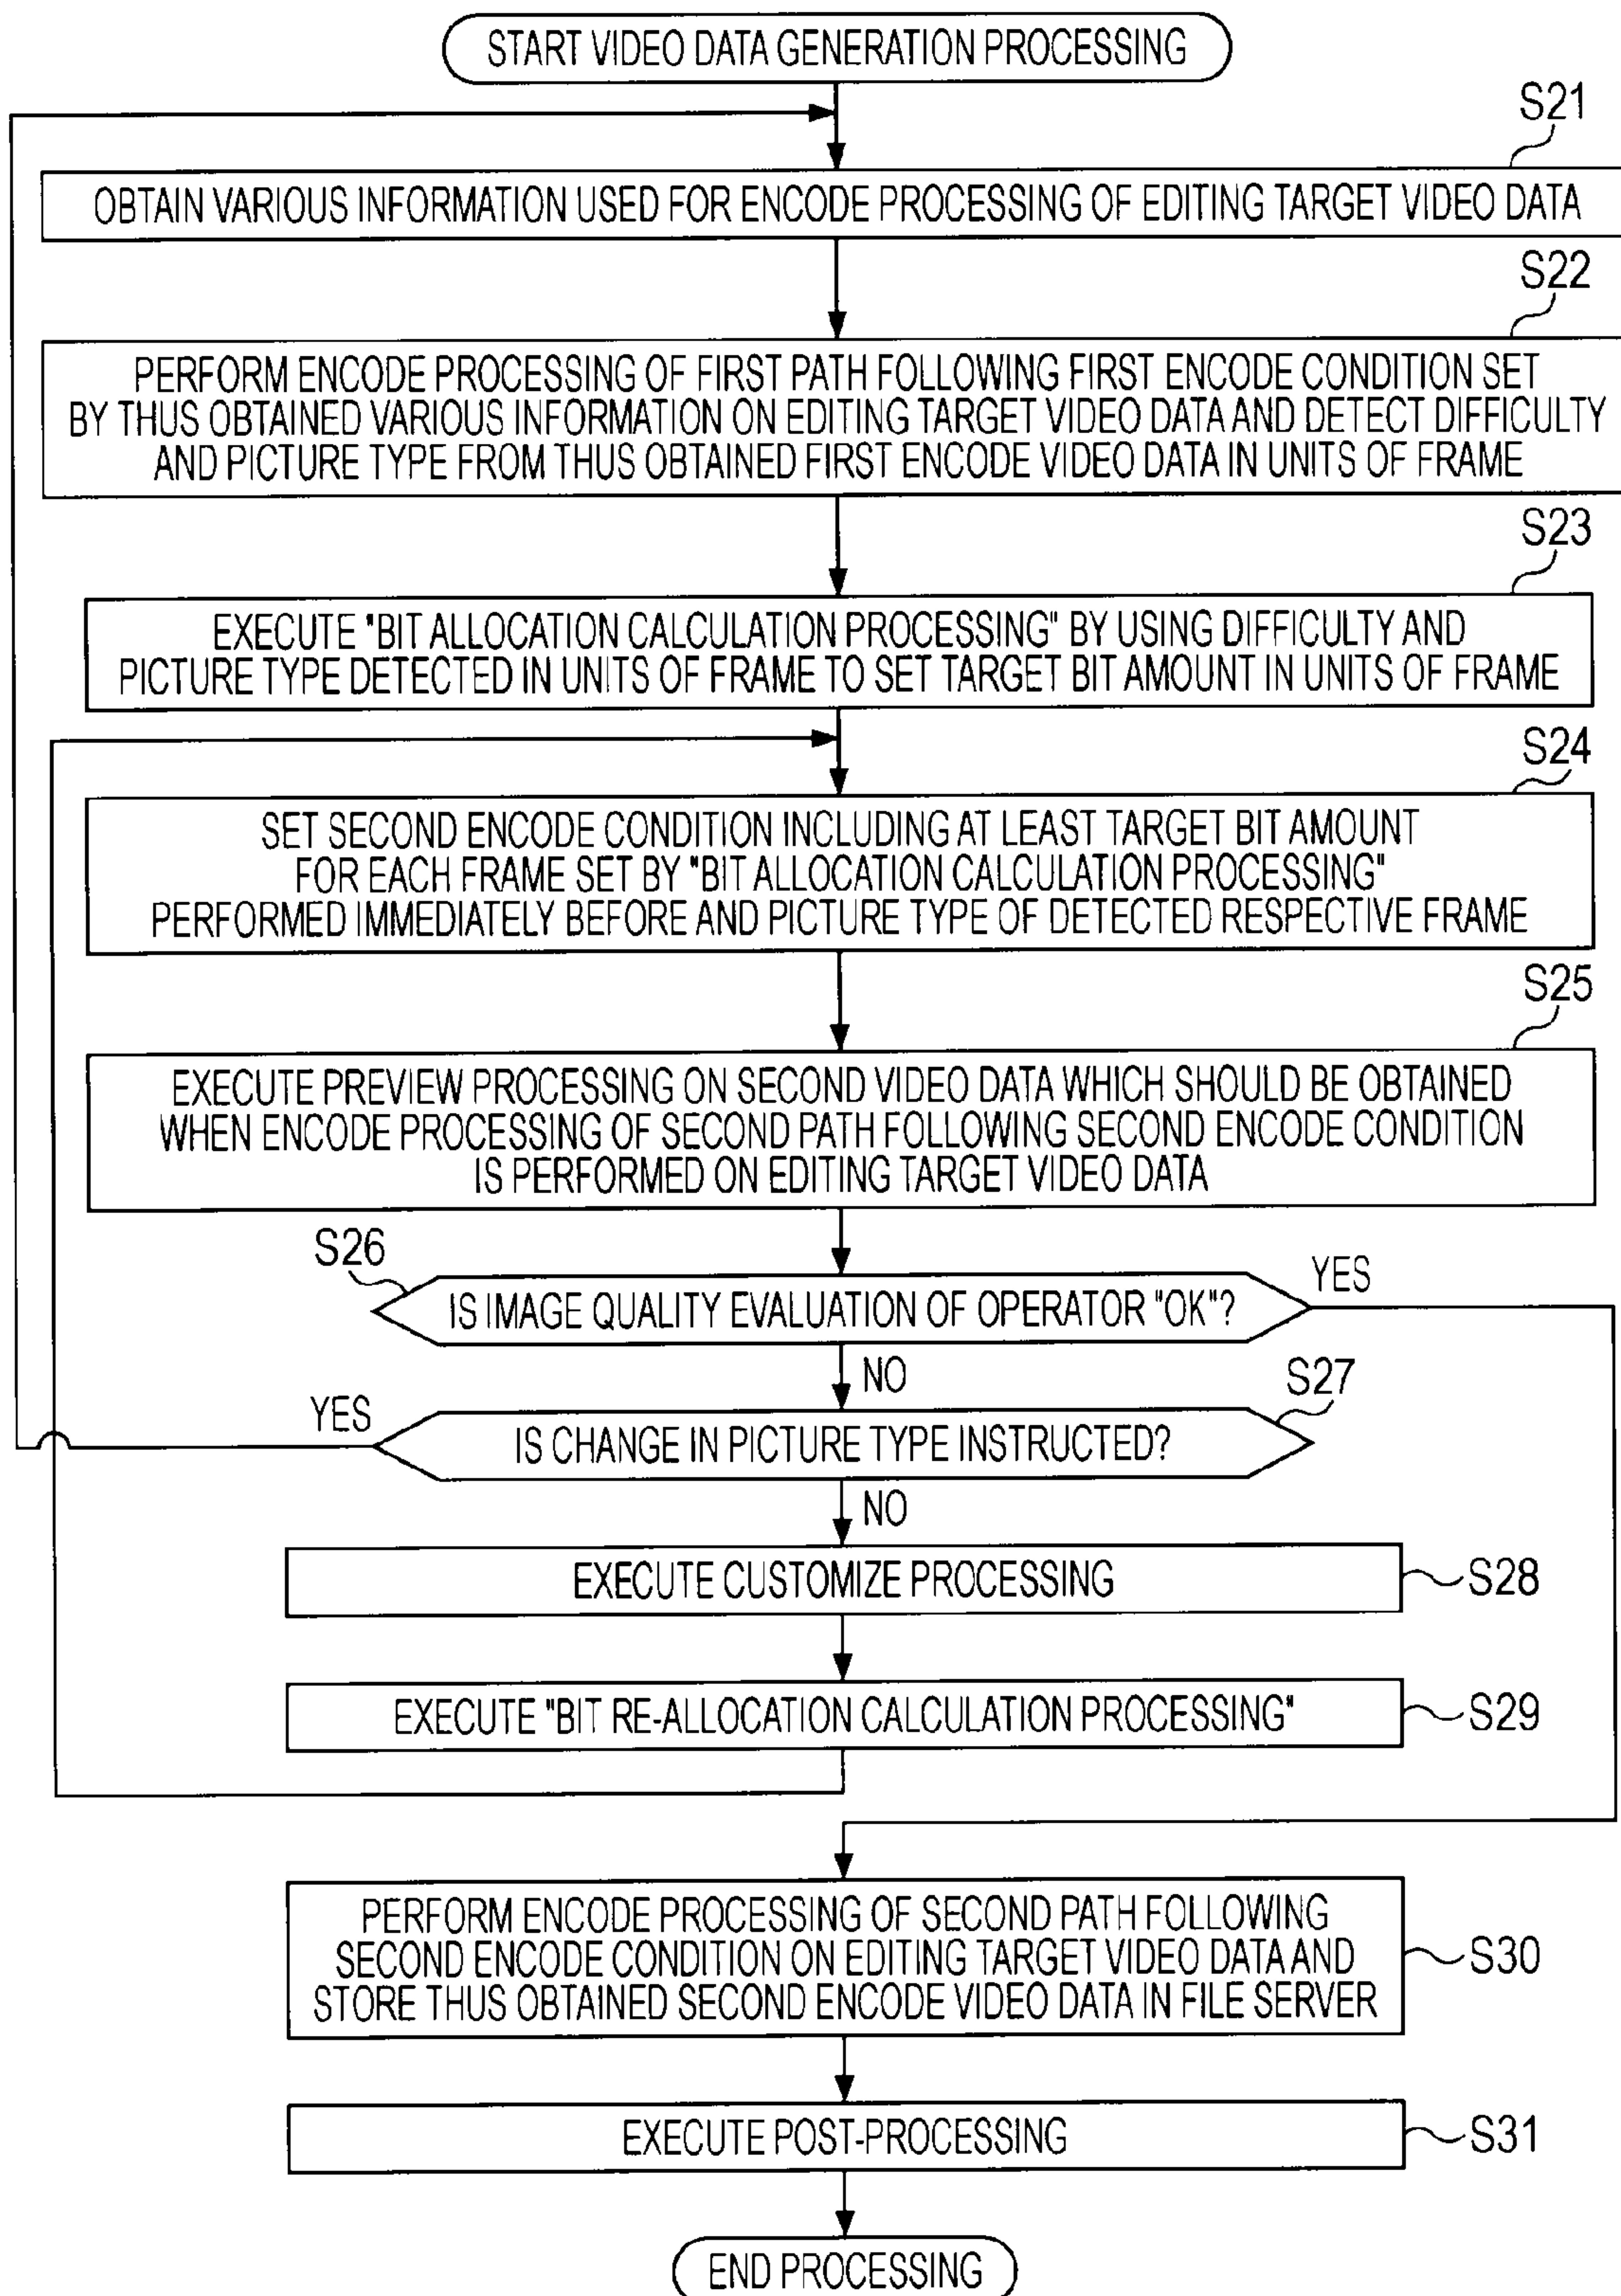 START VIDEO DATA GENERATION PROCESSING
S21
OBTAIN VARIOUS INFORMATION USED FOR ENCODE PROCESSING OF EDITING TARGET VIDEO DATA
S22
PERFORM ENCODE PROCESSING OF FIRST PATH FOLLOWING FIRST ENCODE CONDITION SET
BY THUS OBTAINED VARIOUS INFORMATION ON EDITING TARGET VIDEO DATA AND DETECT DIFFICULTY
AND PICTURE TYPE FROM THUS OBTAINED FIRST ENCODE VIDEO DATA IN UNITS OF FRAME
S23
EXECUTE "BIT ALLOCATION CALCULATION PROCESSING" BY USING DIFFICULTY AND
PICTURE TYPE DETECTED IN UNITS OF FRAME TO SET TARGET BIT AMOUNT IN UNITS OF FRAME
S24
SET SECOND ENCODE CONDITION INCLUDING AT LEAST TARGET BIT AMOUNT
FOR EACH FRAME SET BY "BIT ALLOCATION CALCULATION PROCESSING"
PERFORMED IMMEDIATELY BEFORE AND PICTURE TYPE OF DETECTED RESPECTIVE FRAME
S25
EXECUTE PREVIEW PROCESSING ON SECOND VIDEO DATA WHICH SHOULD BE OBTAINED
WHEN ENCODE PROCESSING OF SECOND PATH FOLLOWING SECOND ENCODE CONDITION
IS PERFORMED ON EDITING TARGET VIDEO DATA
S26
YES
IS IMAGE QUALITY EVALUATION OF OPERATOR "OK"?
NO
S27
YES
IS CHANGE IN PICTURE TYPE INSTRUCTED?
NO
EXECUTE CUSTOMIZE PROCESSING
S28
EXECUTE "BIT RE-ALLOCATION CALCULATION PROCESSING"
S29
PERFORM ENCODE PROCESSING OF SECOND PATH FOLLOWING
SECOND ENCODE CONDITION ON EDITING TARGET VIDEO DATA AND
STORE THUS OBTAINED SECOND ENCODE VIDEO DATA IN FILE SERVER
S30
EXECUTE POST-PROCESSING
S31
END PROCESSING